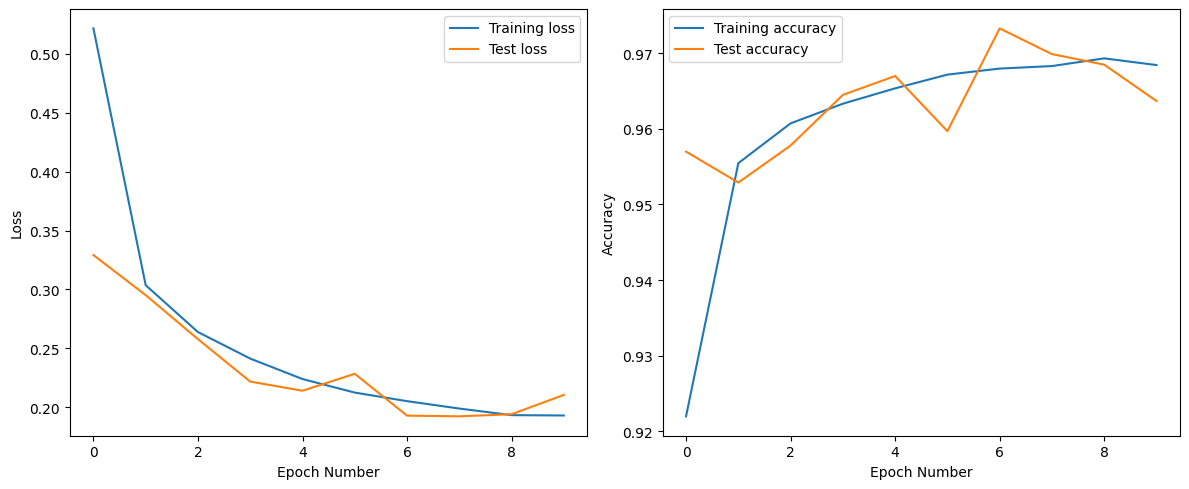 Training loss
Test loss
0.50
0.45
0.40
0.35
0.30
0.25
0.20
Loss
0 2 4 6 8
Epoch Number
Training accuracy
Test accuracy
0.97
0.96
0.95
0.94
0.93
0.92
Accuracy
0 2 4 6 8
Epoch Number